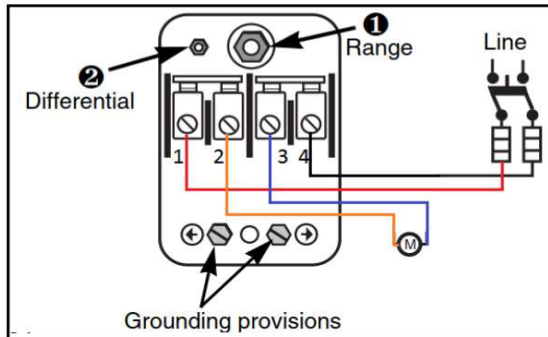 ❶
Range
Line
❷
Differential
1 2 3 4
M
Grounding provisions